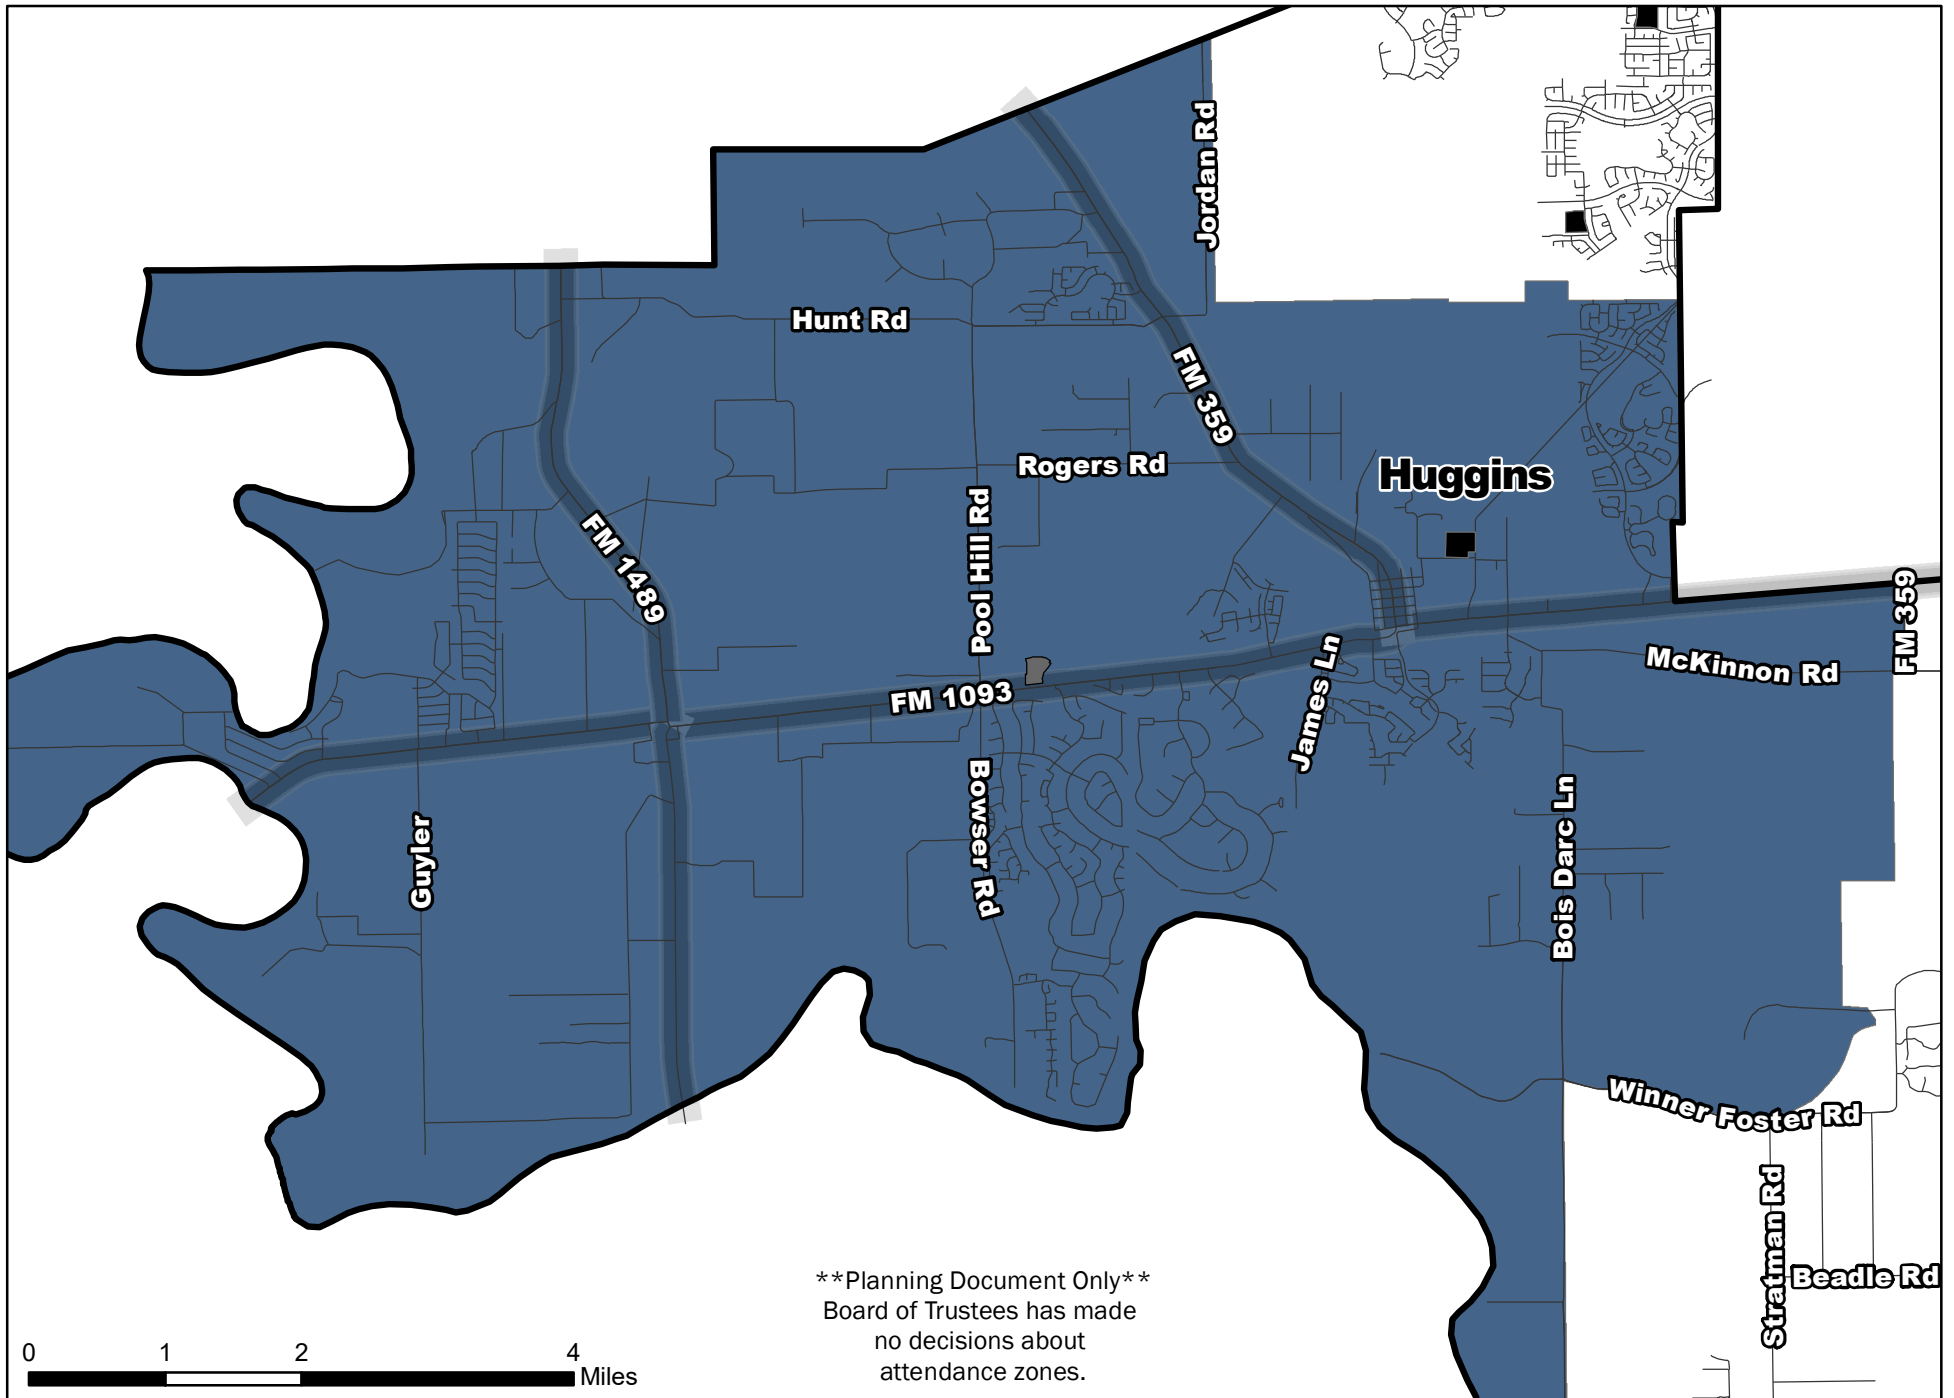 Jordan Rd
Hunt Rd
FM 359
Rogers Rd
Huggins
Pool Hill Rd
FM 1489
FM 359
James Ln
McKinnon Rd
FM 1093
Bowser Rd
Guyler
Bois Darc Ln
Winner Foster Rd
Stratman Rd
Beadle Rd
**Planning Document Only**
Board of Trustees has made
no decisions about
attendance zones.
0 1 2 4
Miles